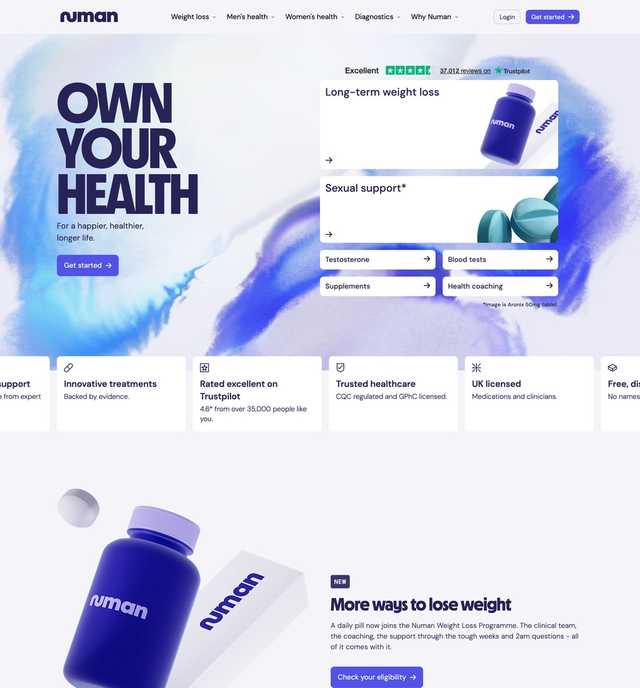 numan
Weight loss
Men's health
Women's health
Diagnostics
Why Numan
Login
Get started
Excellent
37,012 reviews on Trustpilot
OWN
YOUR
HEALTH
For a happier, healthier,
longer life.
Get started
Long-term weight loss
numan
Sexual support*
Testosterone
Blood tests
Supplements
Health coaching
*Image is Aronix 50mg tablet.
support
e from expert
Innovative treatments
Backed by evidence.
Rated excellent on
Trustpilot
4.6* from over 35,000 people like
you.
Trusted healthcare
CQC regulated and GPhC licensed.
UK licensed
Medications and clinicians.
Free, dis
No names
numan
numan
NEW
More ways to lose weight
A daily pill now joins the Numan Weight Loss Programme. The clinical team,
the coaching, the support through the tough weeks and 2am questions - all
of it comes with it.
Check your eligibility